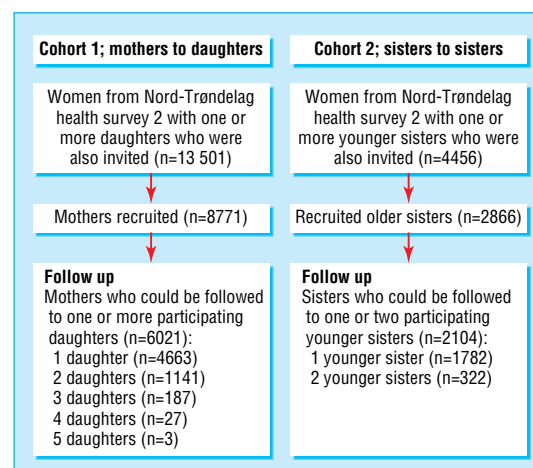 Cohort 1; mothers to daughters
Women from Nord-Trøndelag
health survey 2 with one or
more daughters who were
also invited (n=13 501)
Mothers recruited (n=8771)
Follow up
Mothers who could be followed
to one or more participating
daughters (n=6021):
1 daughter (n=4663)
2 daughters (n=1141)
3 daughters (n=187)
4 daughters (n=27)
5 daughters (n=3)
Cohort 2; sisters to sisters
Women from Nord-Trøndelag
health survey 2 with one or
more younger sisters who were
also invited (n=4456)
Recruited older sisters (n=2866)
Follow up
Sisters who could be followed
to one or two participating
younger sisters (n=2104):
1 younger sister (n=1782)
2 younger sisters (n=322)